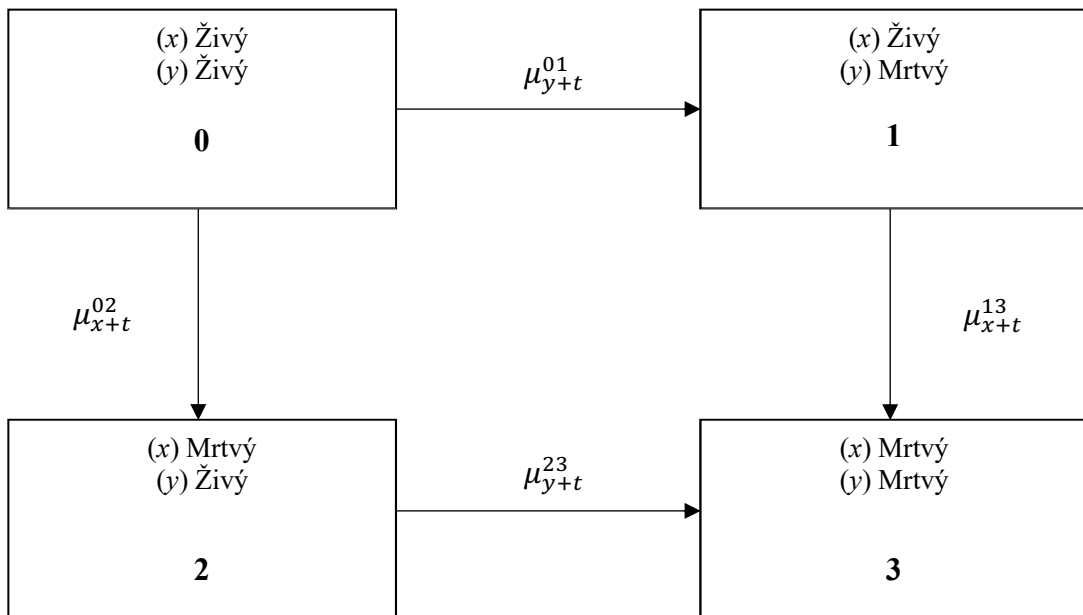 (x) Živý
(y) Živý
0
μ^{01}_{y+t}
(x) Živý
(y) Mrtvý
1
μ^{02}_{x+t}
μ^{13}_{x+t}
(x) Mrtvý
(y) Živý
2
μ^{23}_{y+t}
(x) Mrtvý
(y) Mrtvý
3